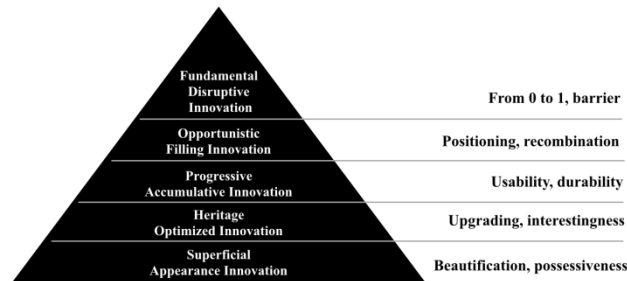 Fundamental
Disruptive
Innovation
From 0 to 1, barrier
Opportunistic
Filling Innovation
Positioning, recombination
Progressive
Accumulative Innovation
Usability, durability
Heritage
Optimized Innovation
Upgrading, interestingness
Superficial
Appearance Innovation
Beautification, possessiveness